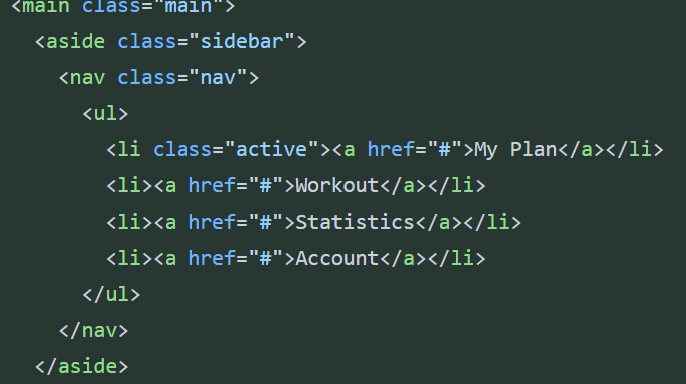 <main class="main">
<aside class="sidebar">
<nav class="nav">
<ul>
<li class="active"><a href="#">My Plan</a></li>
<li><a href="#">Workout</a></li>
<li><a href="#">Statistics</a></li>
<li><a href="#">Account</a></li>
</ul>
</nav>
</aside>